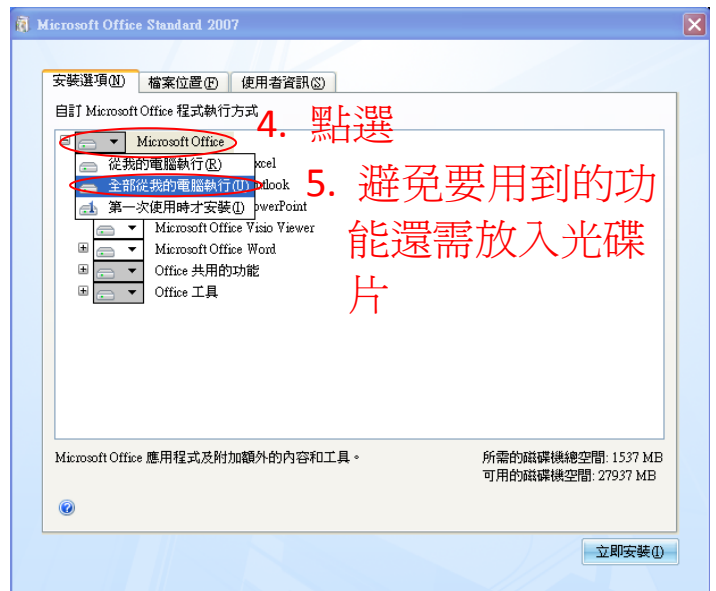 Microsoft Office Standard 2007
安裝選項(N) 檔案位置(F) 使用者資訊(S)
自訂 Microsoft Office 程式執行方式
4. 點選
Microsoft Office
從我的電腦執行(R)
全部從我的電腦執行(U)
5. 避免要用到的功
第一次使用時才安裝(I)
Microsoft Office Visio Viewer
能還需放入光碟
Microsoft Office Word
Office 共用的功能
片
Office 工具
Microsoft Office 應用程式及附加額外的內容和工具。
所需的磁碟機總空間: 1537 MB
可用的磁碟機空間: 27937 MB
立即安裝(I)